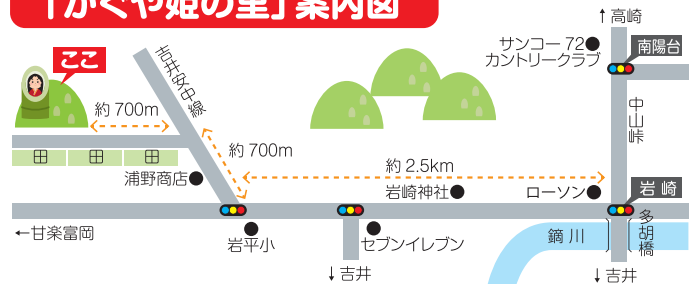 「かぐや姫の里」案内図
↑高崎
サンコー72
カントリークラブ
南陽台
ここ
吉井安中線
約700m
中山峠
約700m
約2.5km
田 田 田
浦野商店
岩崎神社
ローソン
岩崎
←甘楽富岡
岩平小
セブンイレブン
鏑川
多胡橋
↓吉井
↓吉井